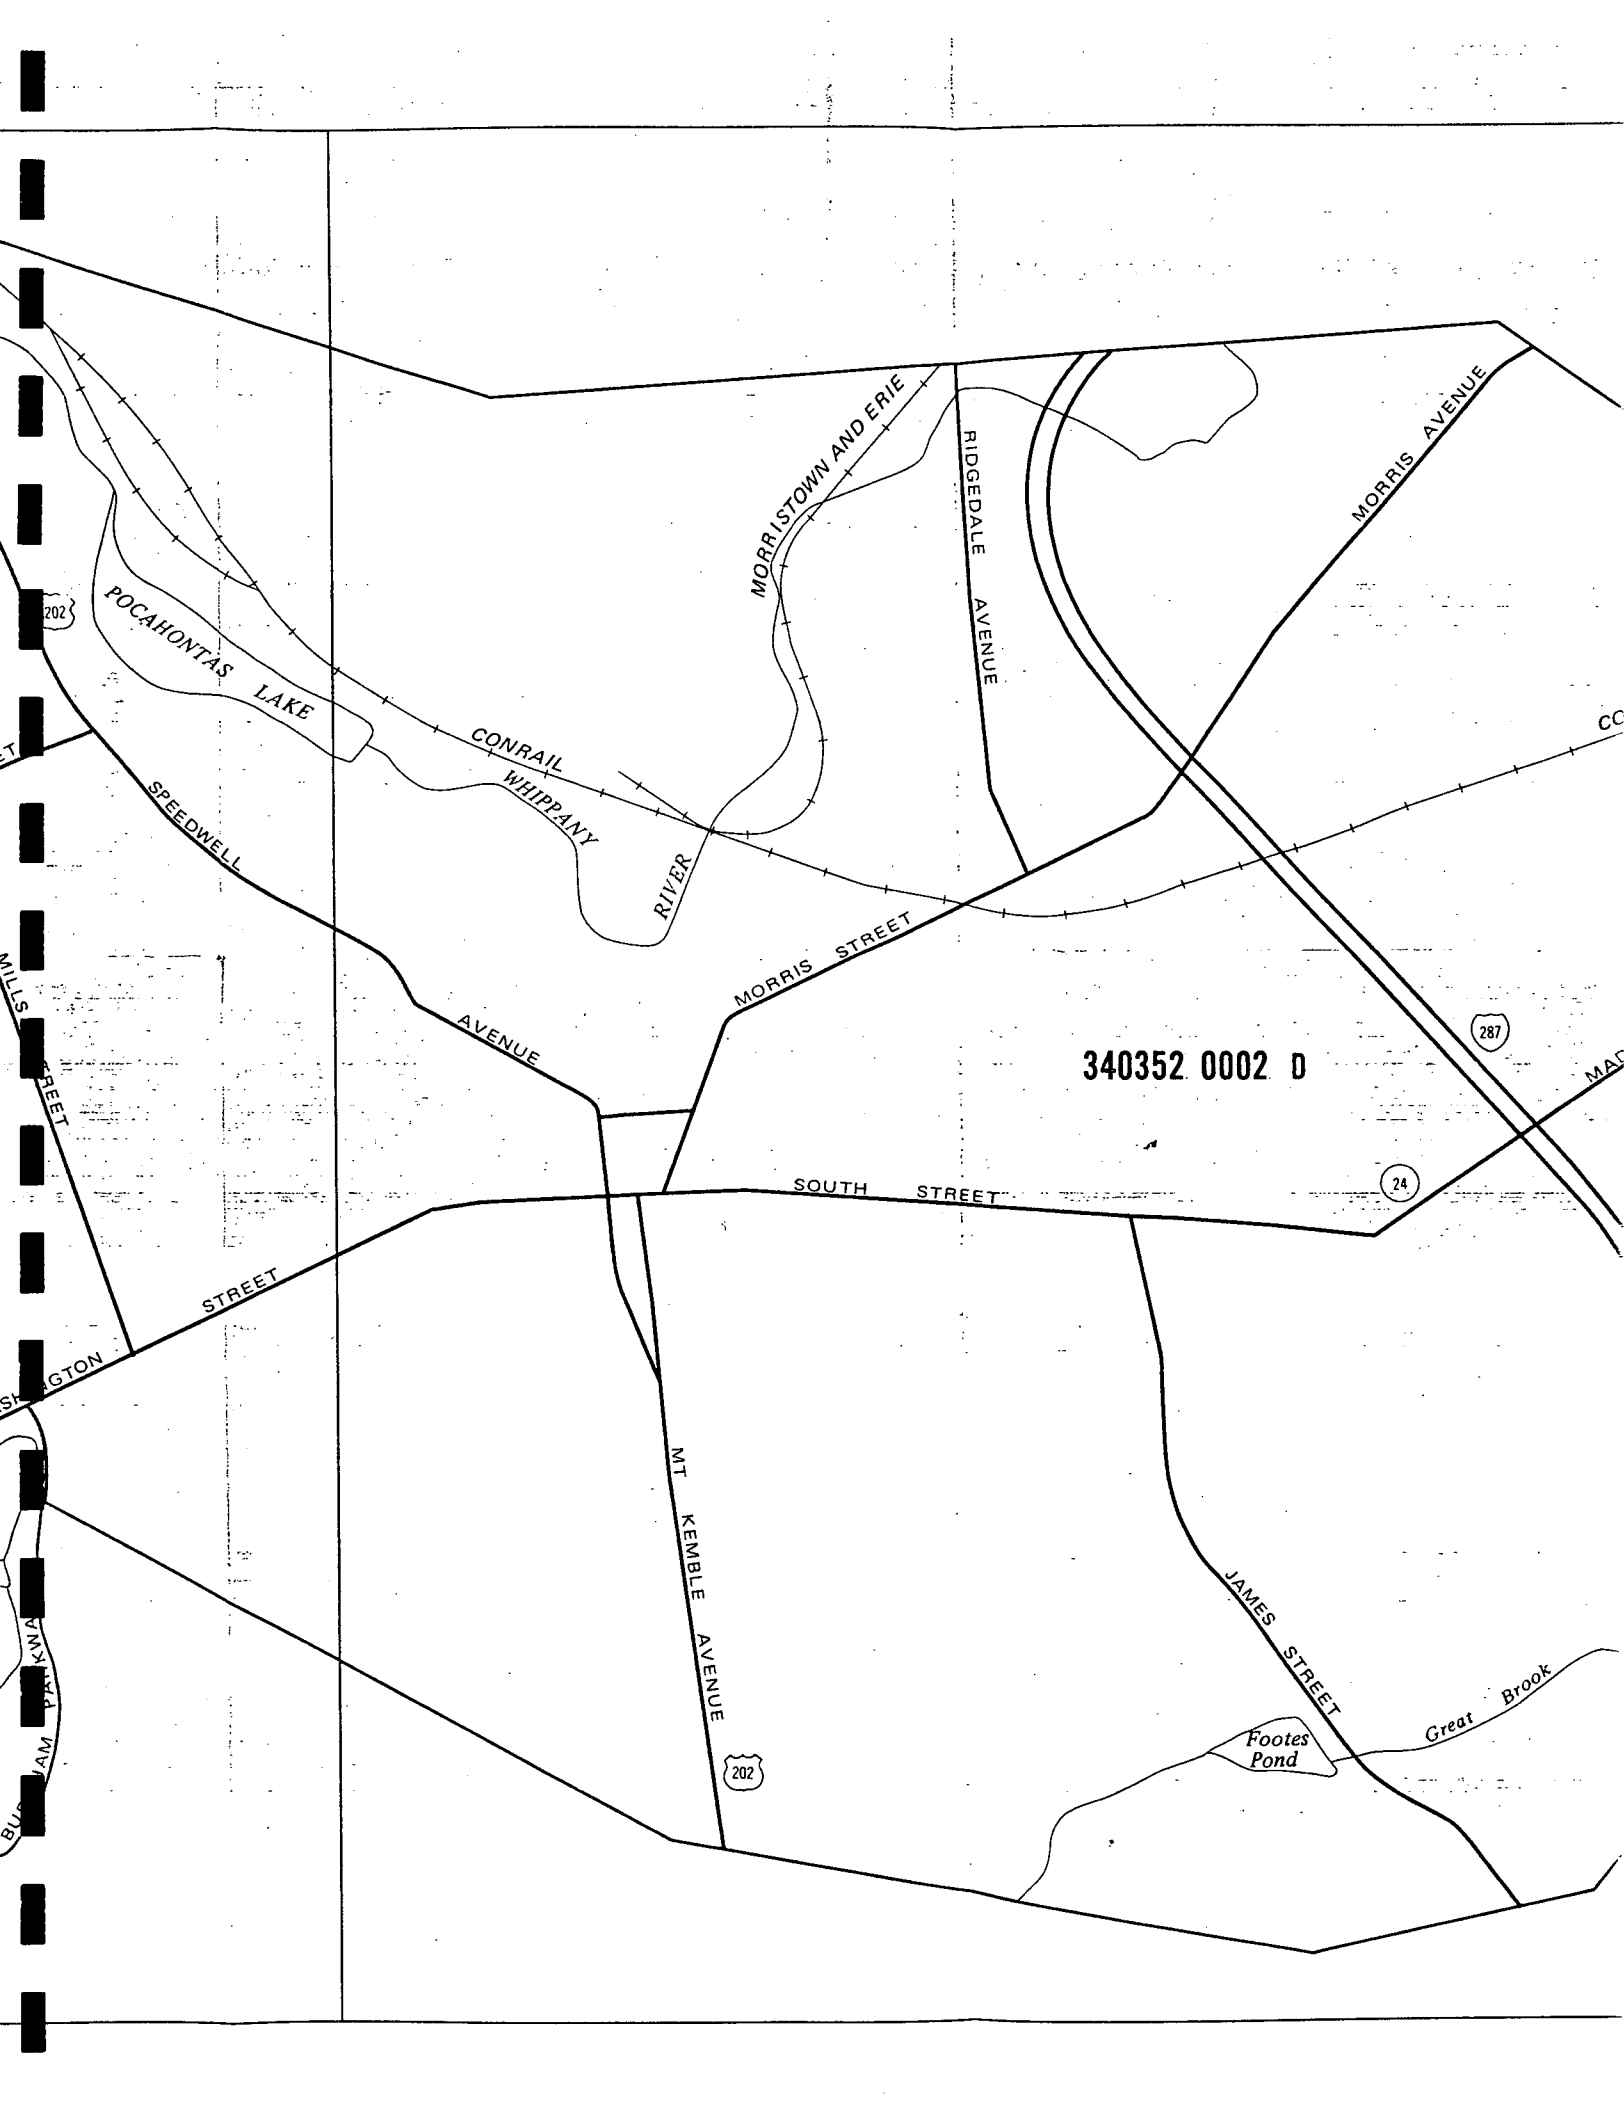 MORRISTOWN AND ERIE
MORRIS AVENUE
RIDGEDALE AVENUE
202
POCAHONTAS LAKE
CONRAIL
WHIPPANY RIVER
SPEEDWELL AVENUE
MORRIS STREET
MILLS
287
340352 0002 D
24
SOUTH STREET
STREET
MT KEMBLE AVENUE
JAMES STREET
Great Brook
Footes
Pond
202